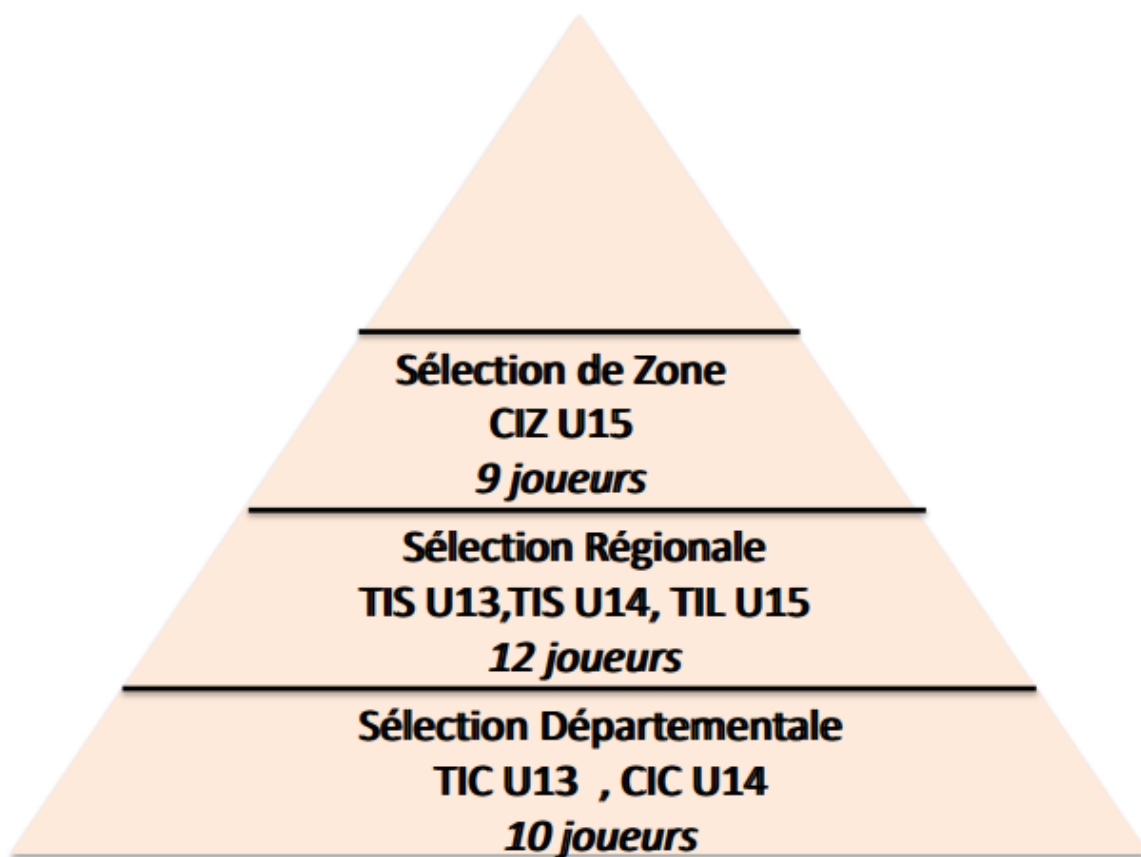 Sélection de Zone
CIZ U15
9 joueurs
Sélection Régionale
TIS U13,TIS U14, TIL U15
12 joueurs
Sélection Départementale
TIC U13 , CIC U14
10 joueurs